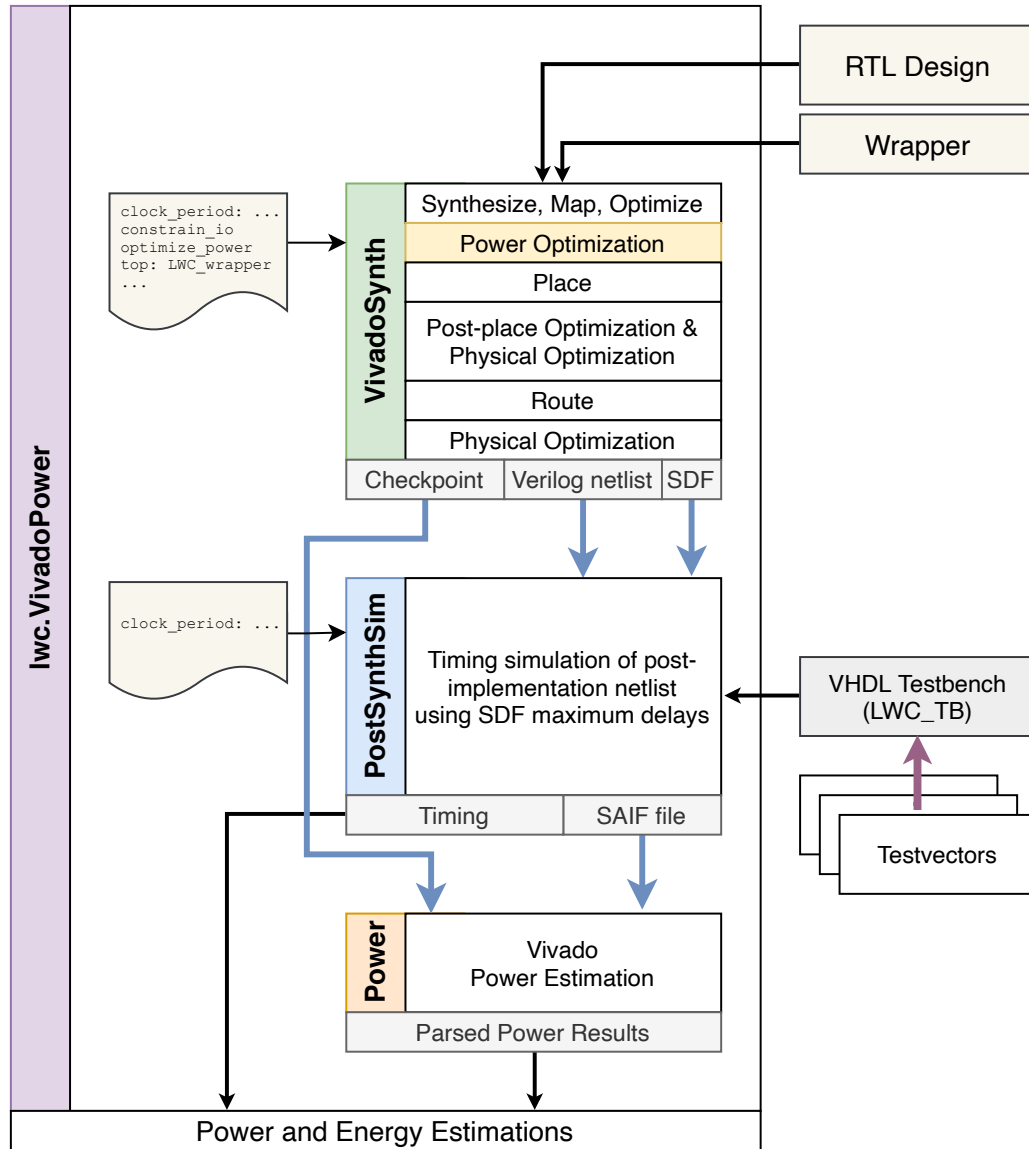 RTL Design
Wrapper
clock_period: ...
constrain_io
optimize_power
top: LWC_wrapper
...
VivadoSynth
Synthesize, Map, Optimize
Power Optimization
Place
Post-place Optimization &
Physical Optimization
Route
Physical Optimization
Checkpoint
Verilog netlist
SDF
lwc.VivadoPower
clock_period: ...
PostSynthSim
Timing simulation of post-
implementation netlist
using SDF maximum delays
VHDL Testbench
(LWC_TB)
Timing
SAIF file
Testvectors
Power
Vivado
Power Estimation
Parsed Power Results
Power and Energy Estimations